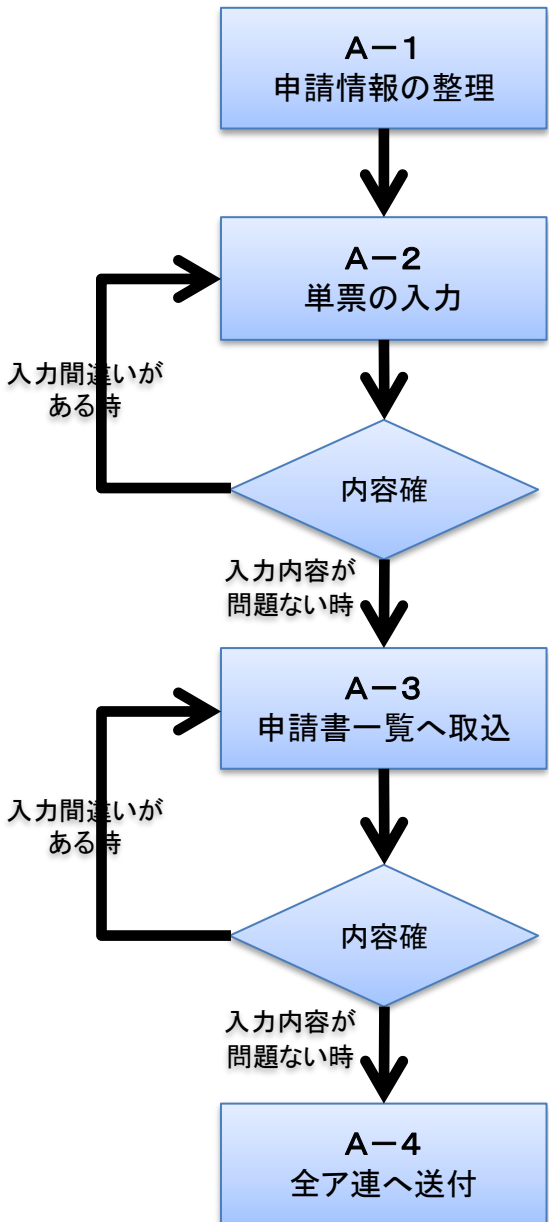 A－1
申請情報の整理
A－2
単票の入力
入力間違いが
ある時
内容確
入力内容が
問題ない時
A－3
申請書一覧へ取込
入力間違いが
ある時
内容確
入力内容が
問題ない時
A－4
全ア連へ送付